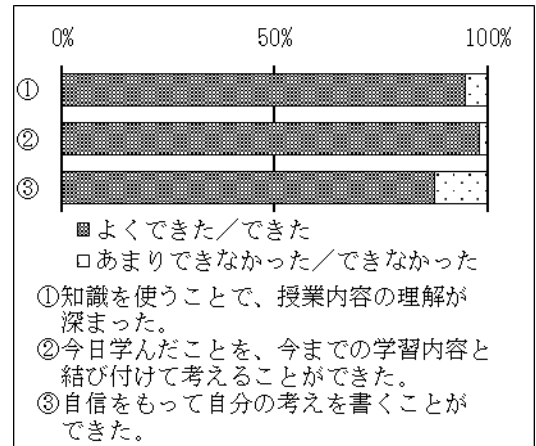 0% 50% 100%
①
②
③
■よくできた／できた
□あまりできなかった／できなかった
①知識を使うことで、授業内容の理解が
深まった。
②今日学んだことを、今までの学習内容と
結び付けて考えることができた。
③自信をもって自分の考えを書くことが
できた。